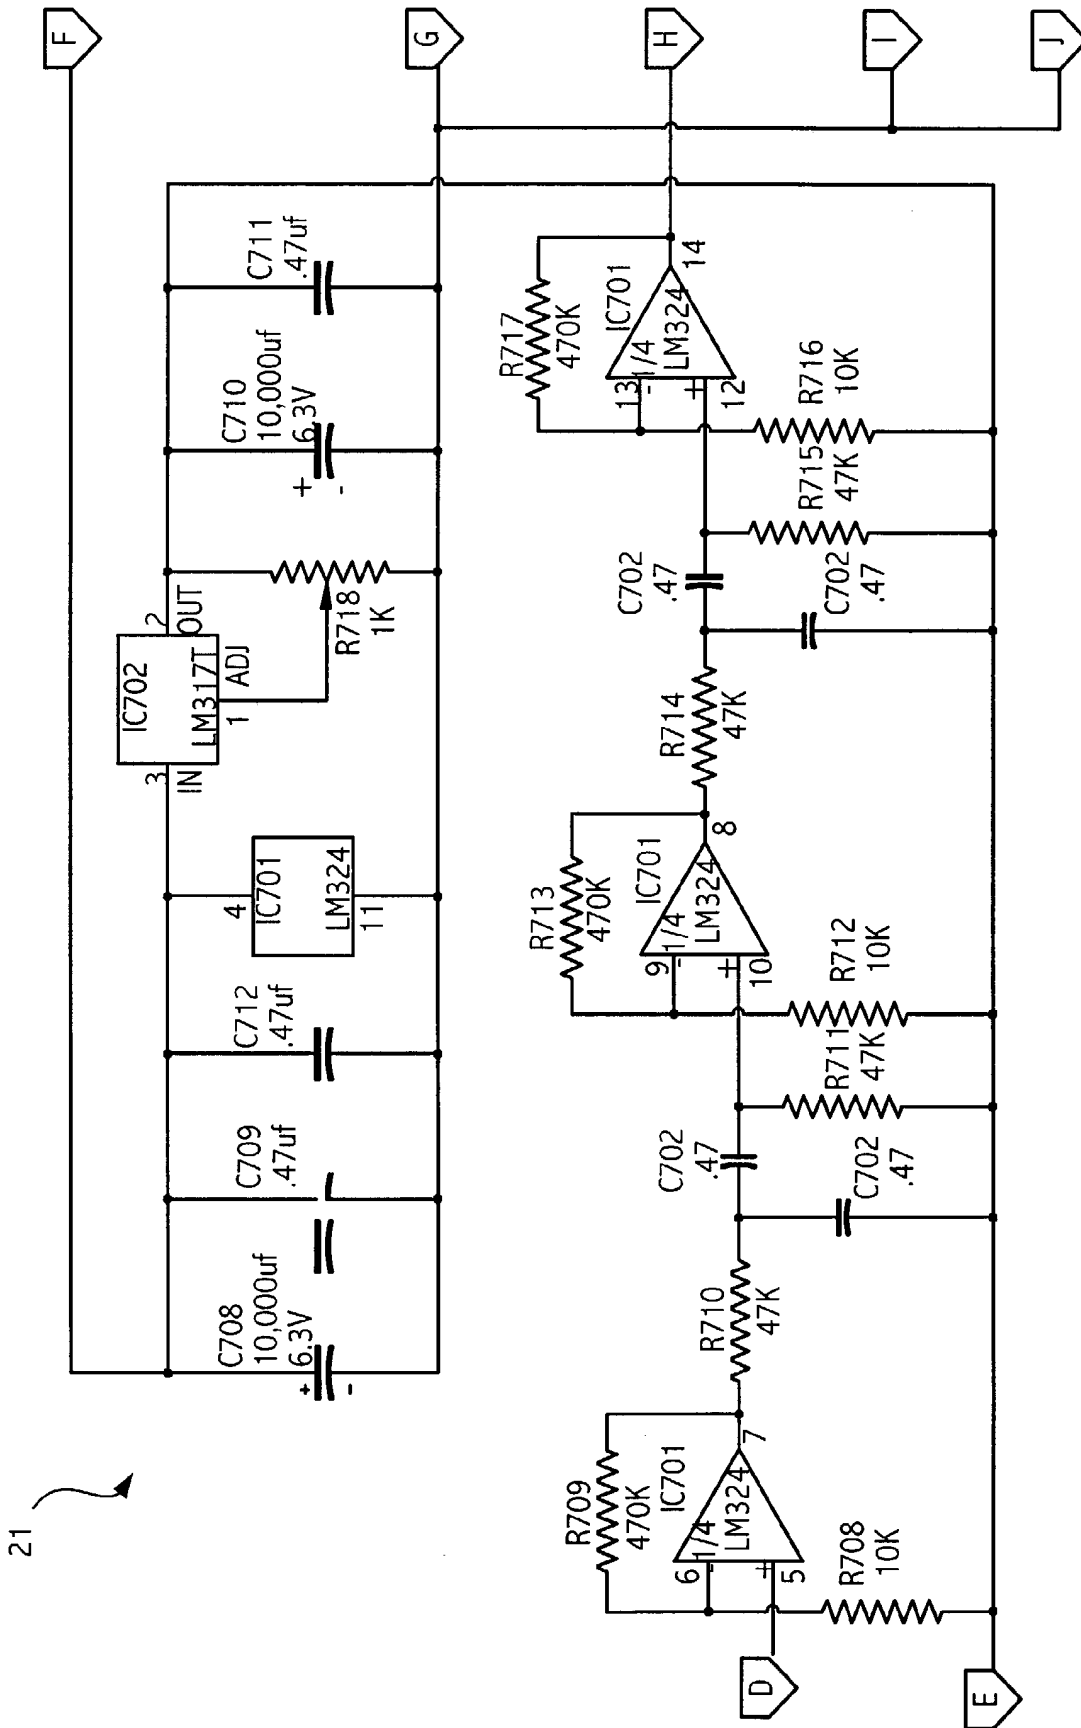 21
F
G
H
I
J
D
E
C708
10,000uf
6.3V
+
-
C709
.47uf
C712
.47uf
4
IC701
LM324
11
3
IN
IC702
LM317T
2
OUT
1
ADJ
R718
1K
C710
10,000uf
6.3V
+
-
C711
.47uf
R709
470K
IC701
6
-
1/4
LM324
+
5
7
R708
10K
R710
47K
C702
.47
C702
.47
R711
47K
R712
10K
R713
470K
IC701
9
-
1/4
LM324
+
10
8
R714
47K
C702
.47
C702
.47
R715
47K
R716
10K
R717
470K
IC701
13
-
1/4
LM324
+
12
14